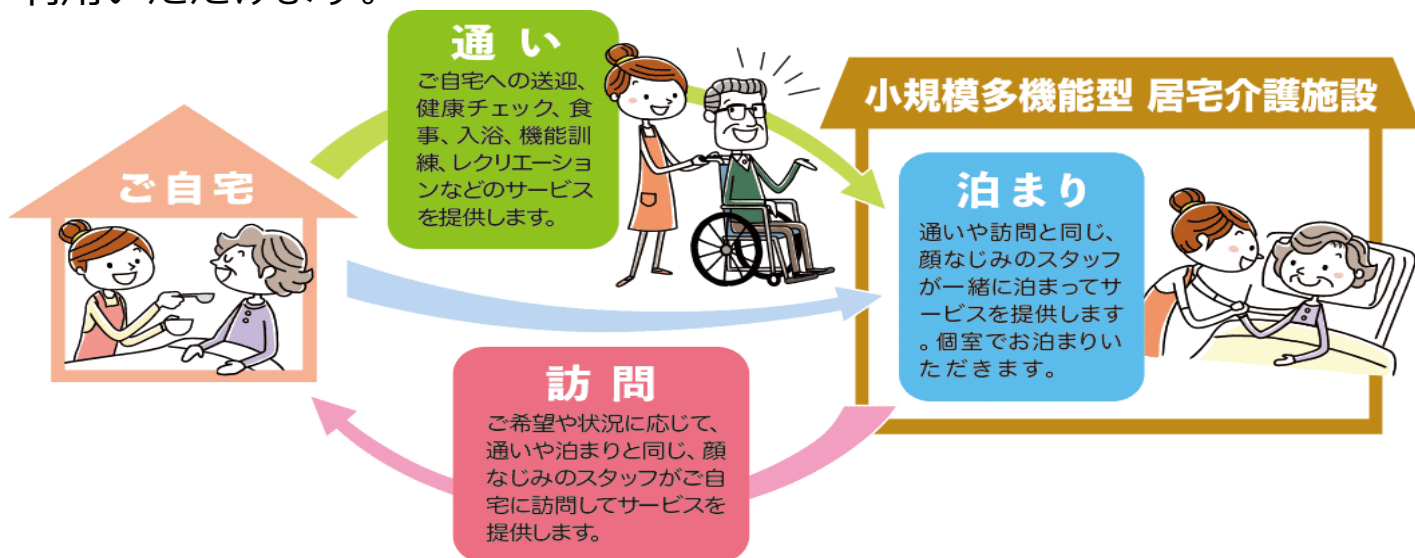 利用いただけます。
通い
ご自宅への送迎、
健康チェック、食
事、入浴、機能訓
練、レクリエーショ
ンなどのサービス
を提供します。
小規模多機能型 居宅介護施設
ご自宅
泊まり
通いや訪問と同じ、
顔なじみのスタッフ
が一緒に泊まってサ
ービスを提供します
。個室でお泊まりい
ただきます。
訪問
ご希望や状況に応じて、
通いや泊まりと同じ、顔
なじみのスタッフがご自
宅に訪問してサービスを
提供します。